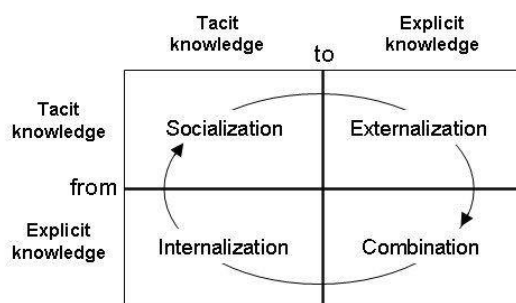 Tacit
knowledge
Explicit
knowledge
to
Tacit
knowledge
Socialization
Externalization
from
Explicit
knowledge
Internalization
Combination